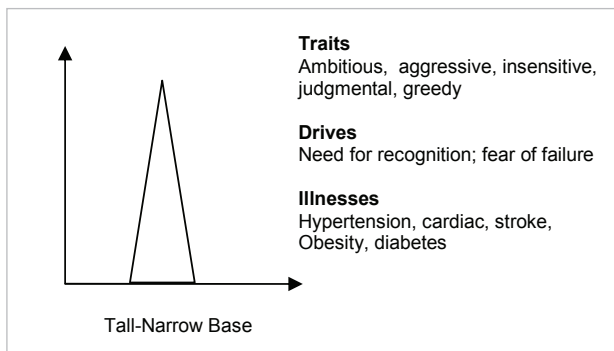 Traits
Ambitious, aggressive, insensitive,
judgmental, greedy
Drives
Need for recognition; fear of failure
Illnesses
Hypertension, cardiac, stroke,
Obesity, diabetes
Tall-Narrow Base